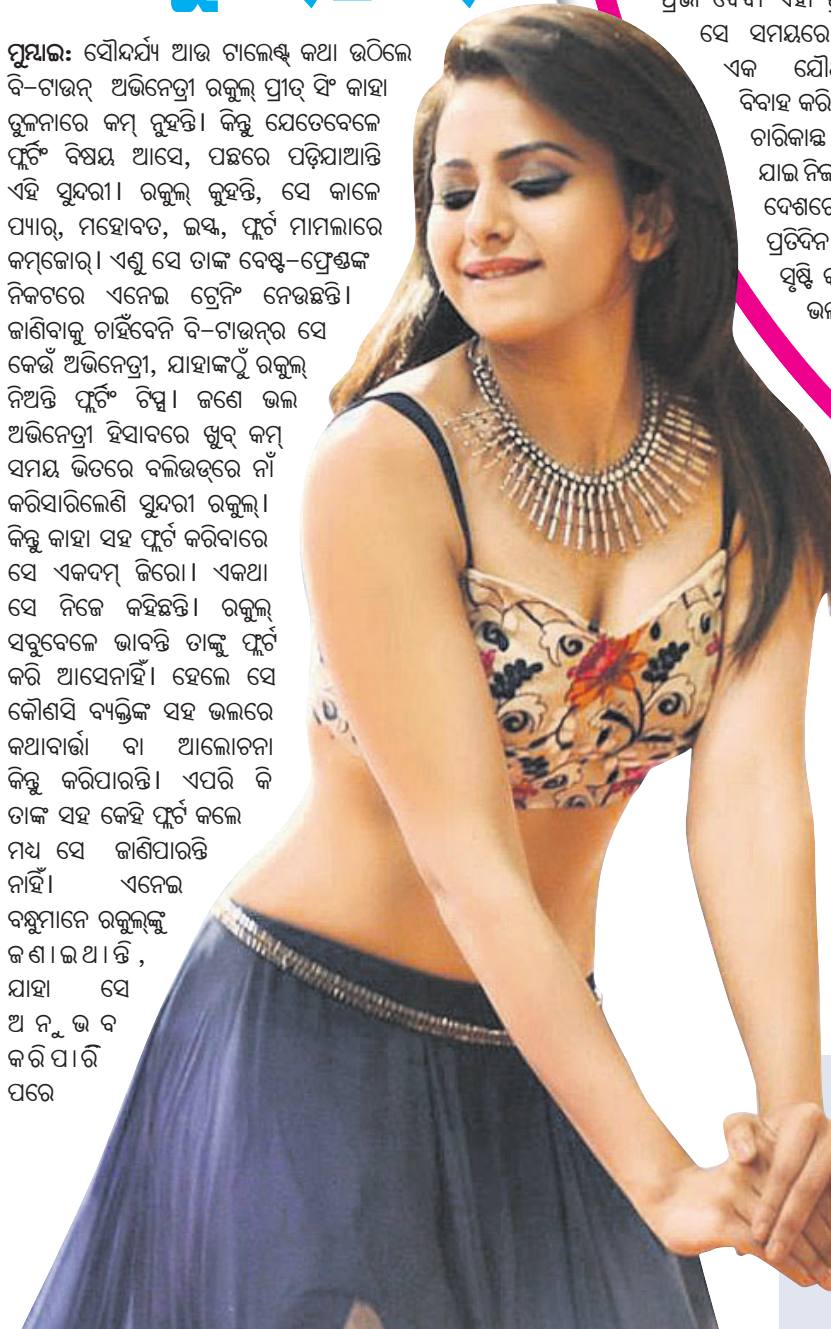 ମୁମ୍ବାଇ: ସୌନ୍ଦର୍ଯ୍ୟ ଆଉ ଟାଲେଣ୍ଟ କଥା ଉଠିଲେ
ବି-ଟାଉନ୍ ଅଭିନେତ୍ରୀ ରକୁଲ୍ ପ୍ରୀତ୍ ସିଂ କାହା
ତୁଳନାରେ କମ୍ ନୁହନ୍ତି। କିନ୍ତୁ ଯେତେବେଳେ
ଫ୍ଲର୍ଟିଂ ବିଷୟ ଆସେ, ପଛରେ ପଡ଼ିଯାଆନ୍ତି
ଏହି ସୁନ୍ଦରୀ। ରକୁଲ୍ କୁହନ୍ତି, ସେ କାଳେ
ପ୍ୟାର୍, ମହୋବତ, ଇସ୍କ, ଫ୍ଲର୍ଟ ମାମଲାରେ
କମ୍‌ଜୋର୍। ଏଣୁ ସେ ତାଙ୍କ ବେଷ୍ଟ-ଫ୍ରେଣ୍ଡଙ୍କ
ନିକଟରେ ଏନେଇ ଟ୍ରେନିଂ ନେଉଛନ୍ତି।
ଜାଣିବାକୁ ଚାହିଁବେନି ବି-ଟାଉନ୍‌ର ସେ
କେଉଁ ଅଭିନେତ୍ରୀ, ଯାହାଙ୍କଠୁଁ ରକୁଲ୍
ନିଅନ୍ତି ଫ୍ଲର୍ଟିଂ ଟିପ୍ସ। ଜଣେ ଭଲ
ଅଭିନେତ୍ରୀ ହିସାବରେ ଖୁବ୍ କମ୍
ସମୟ ଭିତରେ ବଲିଉଡ୍‌ରେ ନାଁ
କରିସାରିଲେଣି ସୁନ୍ଦରୀ ରକୁଲ୍।
କିନ୍ତୁ କାହା ସହ ଫ୍ଲର୍ଟ କରିବାରେ
ସେ ଏକଦମ୍ ଜିରୋ। ଏକଥା
ସେ ନିଜେ କହିଛନ୍ତି। ରକୁଲ୍
ସବୁବେଳେ ଭାବନ୍ତି ତାଙ୍କୁ ଫ୍ଲର୍ଟ
କରି ଆସେନାହିଁ। ହେଲେ ସେ
କୌଣସି ବ୍ୟକ୍ତିଙ୍କ ସହ ଭଲରେ
କଥାବାର୍ତ୍ତା ବା ଆଲୋଚନା
କିନ୍ତୁ କରିପାରନ୍ତି। ଏପରି କି
ତାଙ୍କ ସହ କେହି ଫ୍ଲର୍ଟ କଲେ
ମଧ୍ୟ ସେ ଜାଣିପାରନ୍ତି
ନାହିଁ। ଏନେଇ
ବନ୍ଧୁମାନେ ରକୁଲ୍‌ଙ୍କୁ
ଜଣାଇଥାନ୍ତି,
ଯାହା ସେ
ଅନୁଭବ
କରିପାରିଁ
ପରେ
ସେ ସମୟରେ
ଏକ
ବିବାହ
ଚାରିକାଛ
ଯାଇ
ପ୍ରତିଦିନ
ସୃଷ୍ଟି